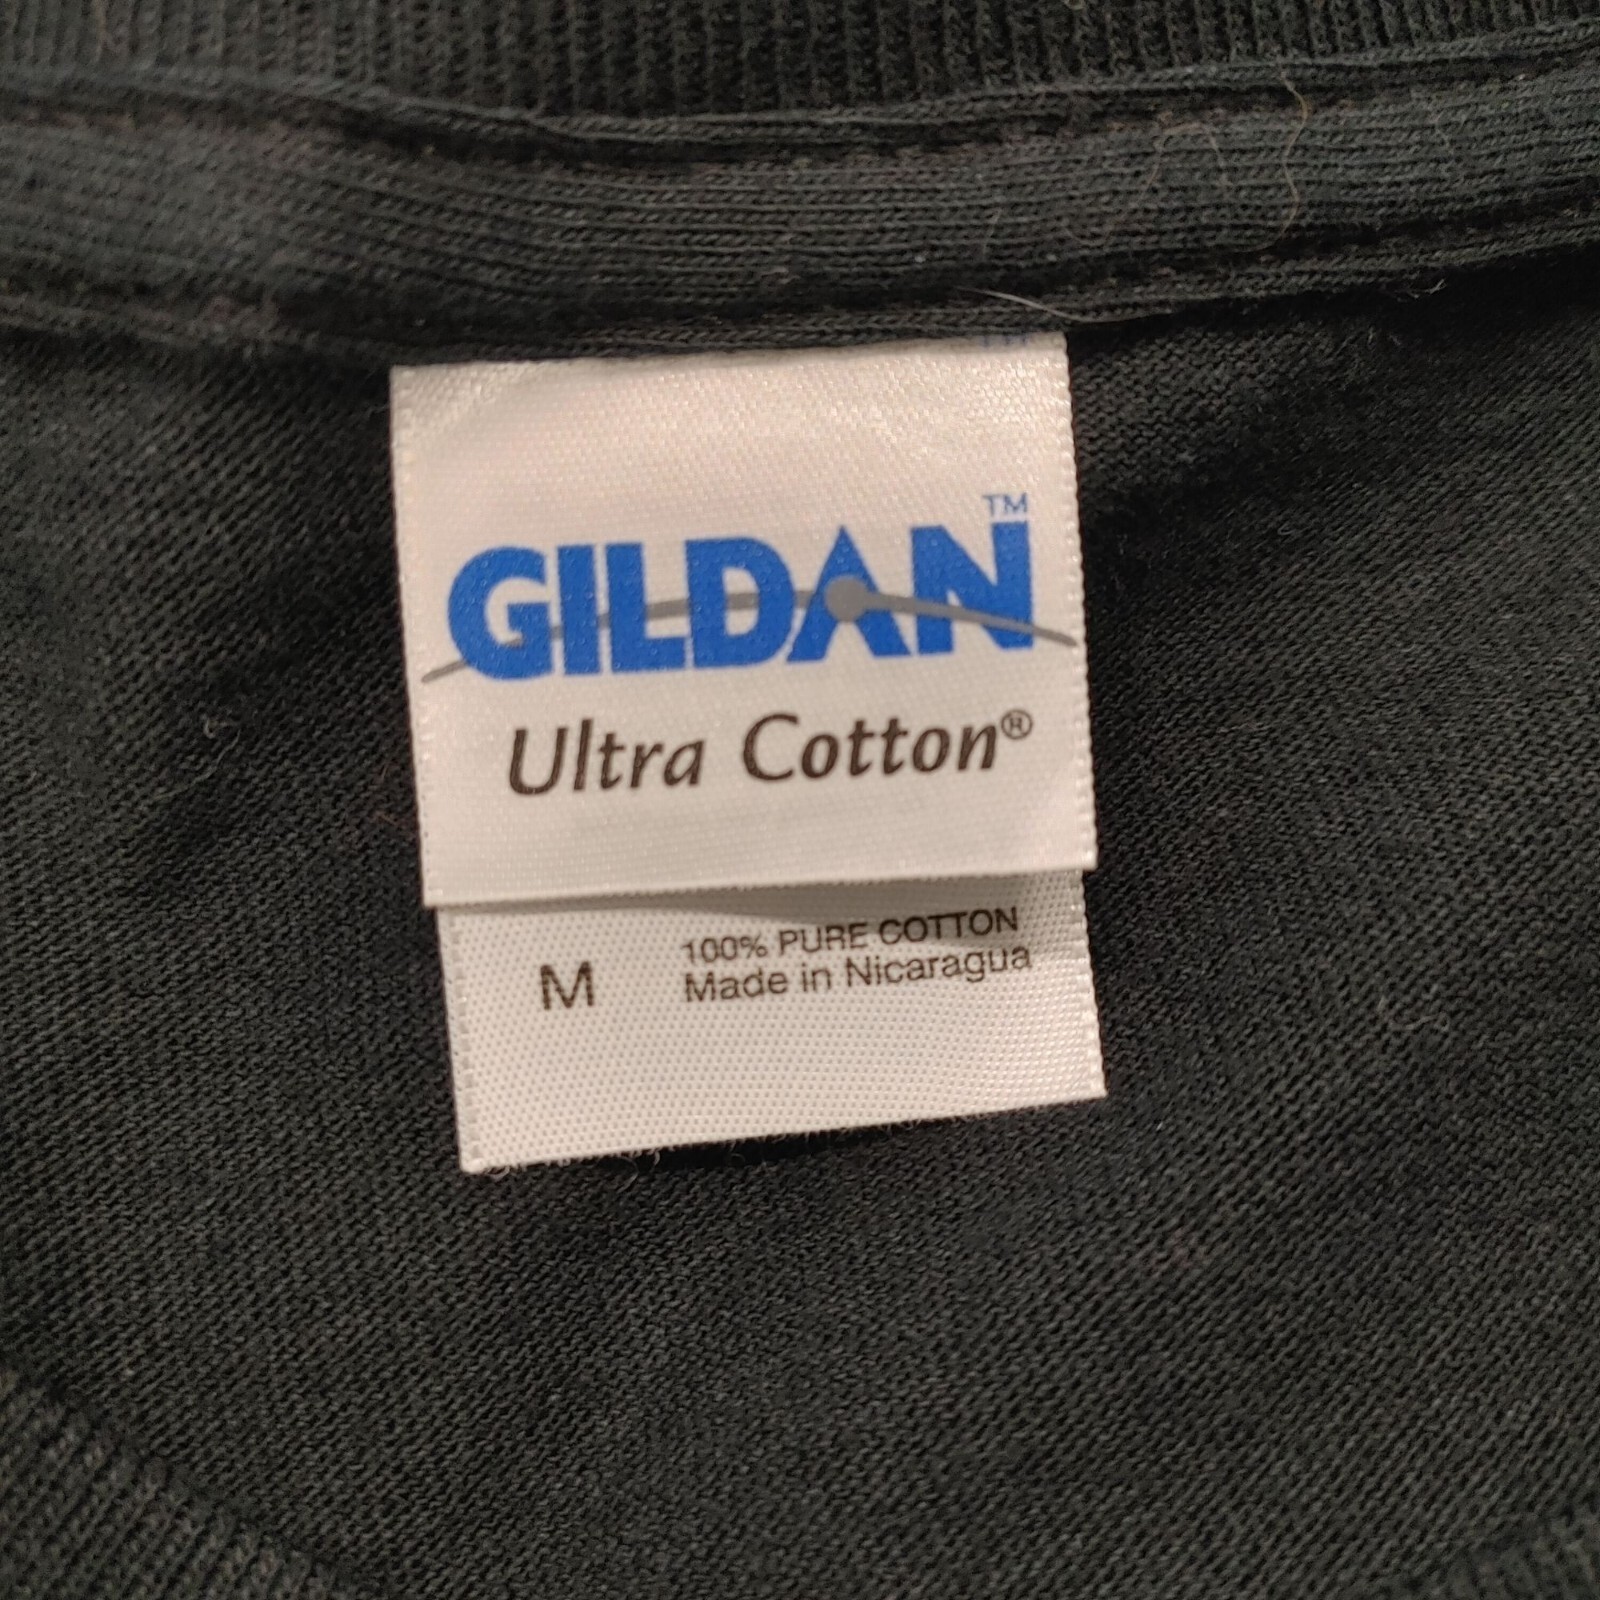 GILDAN™
Ultra Cotton®
M
100% PURE COTTON
Made in Nicaragua